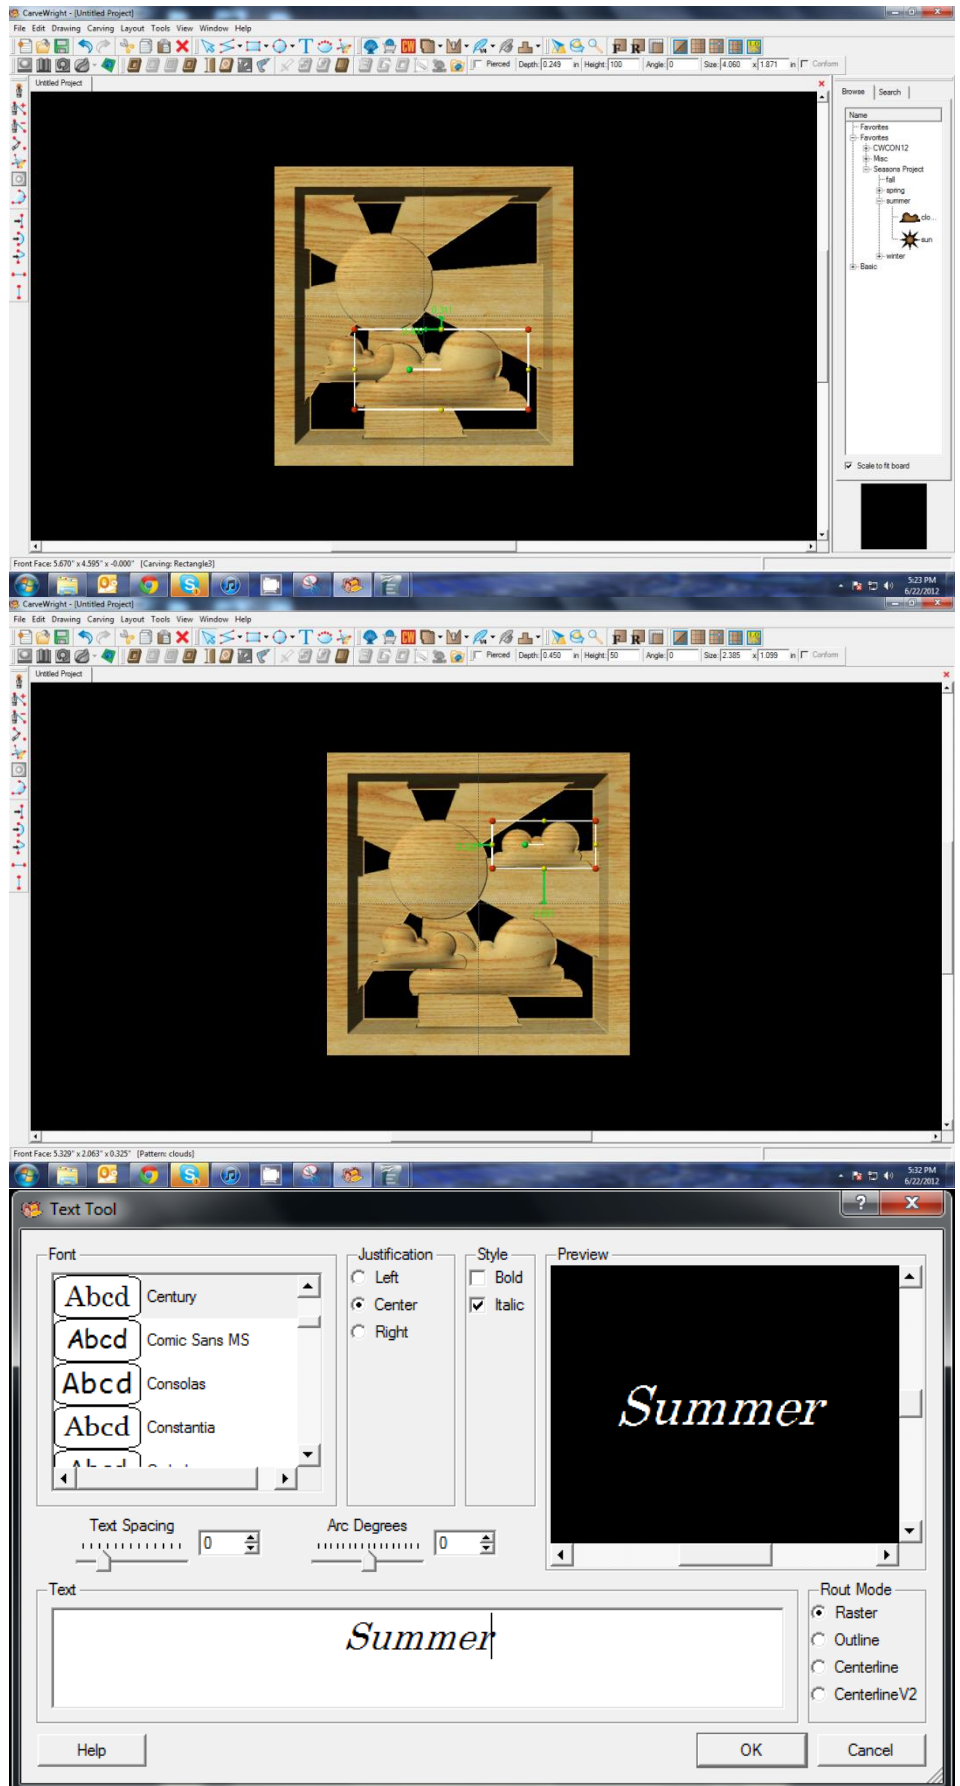 CarveWright - [Untitled Project]
File Edit Drawing Carving Layout Tools View Window Help
Pierced Depth: 0.249 in Height: 100 Angle: 0 Size: 4.060 x 1.871 in Conform
Untitled Project
Browse Search
Name
Favorites
Favorites
CWCON12
Misc
Seasons Project
fall
spring
summer
clo...
sun
winter
Basic
Scale to fit board
Front Face: 5.670" x 4.595" x -0.000" [Carving: Rectangle3]
5:23 PM
6/22/2012
CarveWright - [Untitled Project]
File Edit Drawing Carving Layout Tools View Window Help
Pierced Depth: 0.450 in Height: 50 Angle: 0 Size: 2.385 x 1.099 in Conform
Untitled Project
Front Face: 5.329" x 2.063" x 0.325" [Pattern: clouds]
5:32 PM
6/22/2012
Text Tool
Font
Abcd Century
Abcd Comic Sans MS
Abcd Consolas
Abcd Constantia
Justification
Left
Center
Right
Style
Bold
Italic
Preview
Summer
Text Spacing
0
Arc Degrees
0
Text
Summer
Rout Mode
Raster
Outline
Centerline
CenterlineV2
Help
OK
Cancel